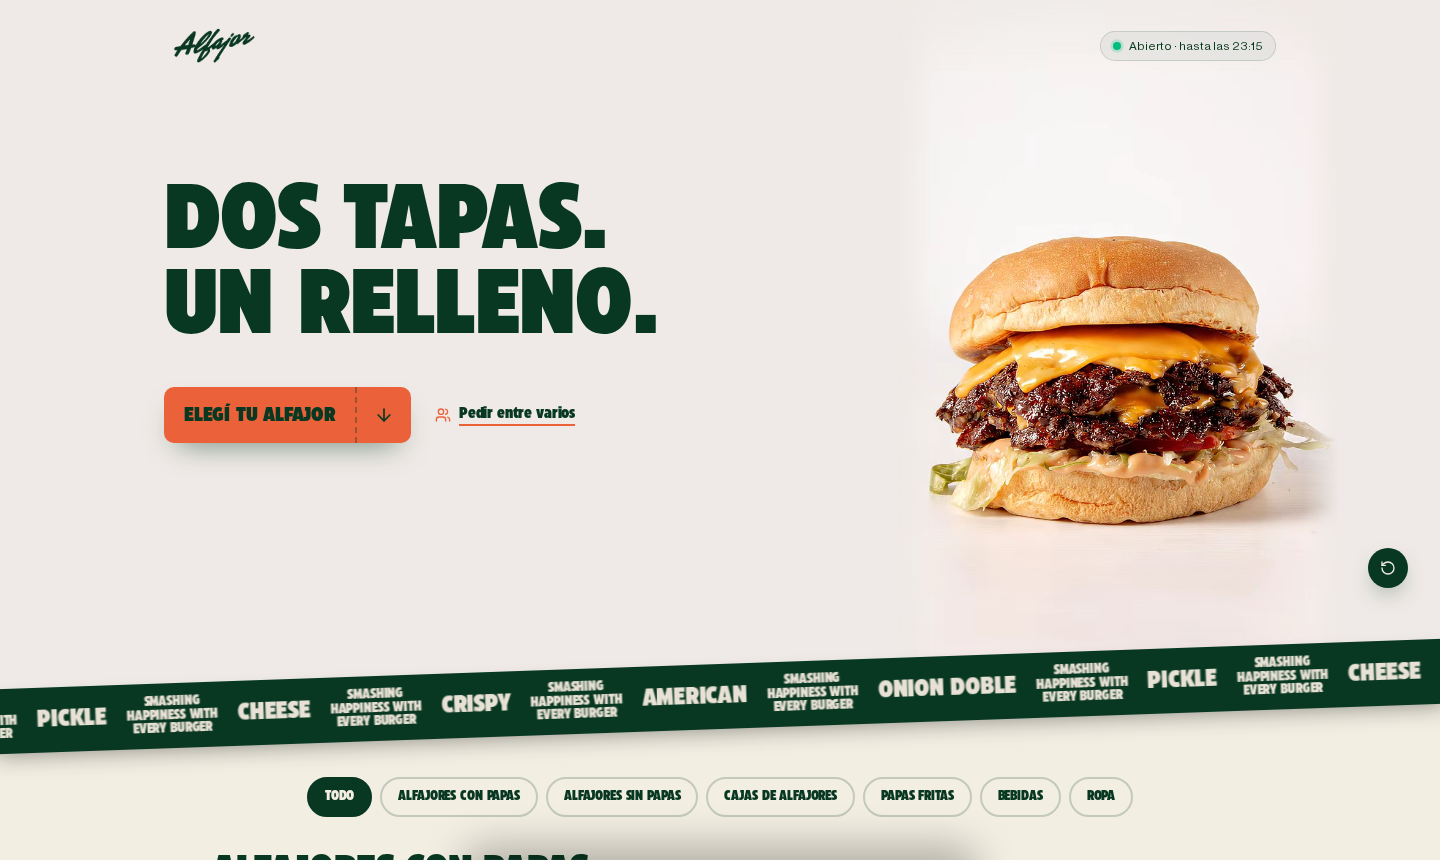 Alfajor
Abierto · hasta las 23:15
DOS TAPAS.
UN RELLENO.
ELEGÍ TU ALFAJOR
Pedir entre varios
PICKLE
SMASHING
HAPPINESS WITH
EVERY BURGER
CHEESE
SMASHING
HAPPINESS WITH
EVERY BURGER
CRISPY
SMASHING
HAPPINESS WITH
EVERY BURGER
AMERICAN
SMASHING
HAPPINESS WITH
EVERY BURGER
ONION DOBLE
SMASHING
HAPPINESS WITH
EVERY BURGER
PICKLE
SMASHING
HAPPINESS WITH
EVERY BURGER
CHEESE
TODO
ALFAJORES CON PAPAS
ALFAJORES SIN PAPAS
CAJAS DE ALFAJORES
PAPAS FRITAS
BEBIDAS
ROPA
ALFAJORES CON PAPAS